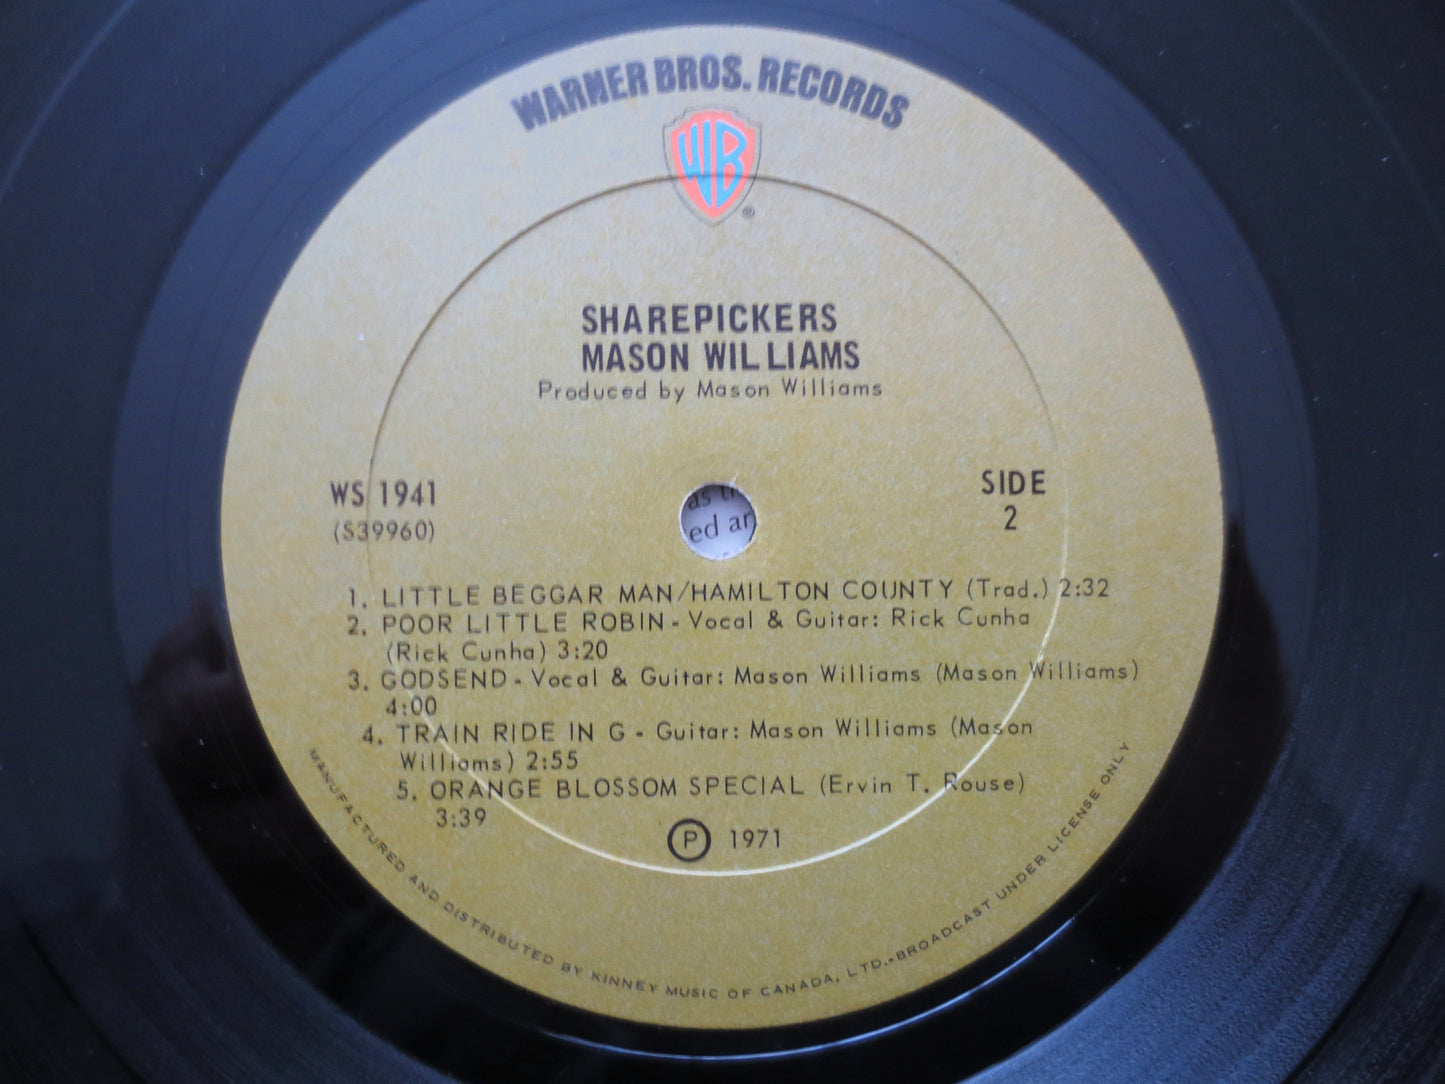 WARNER BROS. RECORDS
WB
®
SHAREPICKERS
MASON WILLIAMS
Produced by Mason Williams
WS 1941
(S39960)
SIDE
2
as
ed ar
1. LITTLE BEGGAR MAN/HAMILTON COUNTY (Trad.) 2:32
2. POOR LITTLE ROBIN - Vocal & Guitar: Rick Cunha
(Rick Cunha) 3:20
3. GODSEND - Vocal & Guitar: Mason Williams (Mason Williams)
4:00
4. TRAIN RIDE IN G - Guitar: Mason Williams (Mason
Williams) 2:55
5. ORANGE BLOSSOM SPECIAL (Ervin T. Rouse)
3:39
Ⓟ 1971
MANUFACTURED AND DISTRIBUTED BY KINNEY MUSIC OF CANADA, LTD.-BROADCAST UNDER LICENSE ONLY